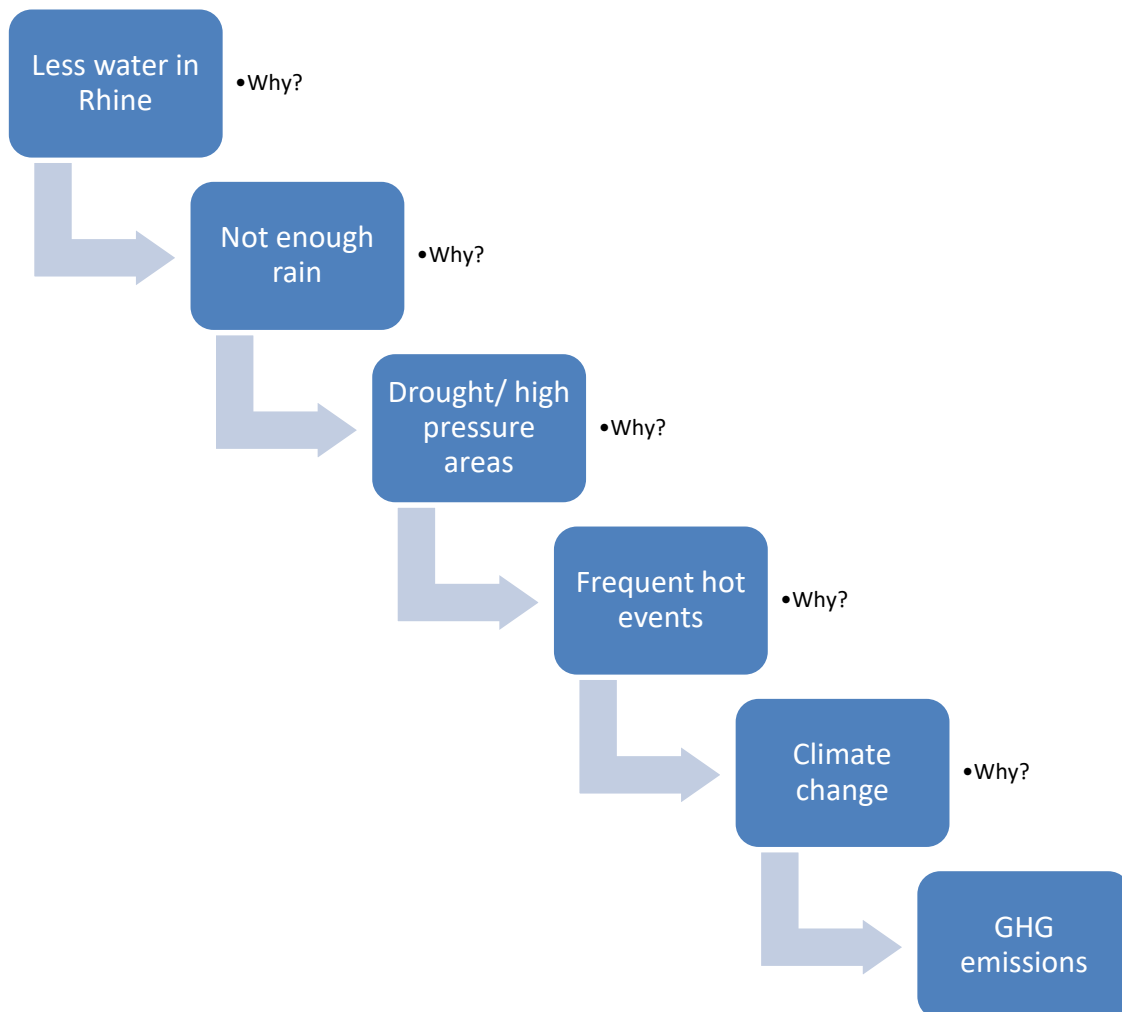 Less water in
Rhine
•Why?
Not enough
rain
•Why?
Drought/ high
pressure
areas
•Why?
Frequent hot
events
•Why?
Climate
change
•Why?
GHG
emissions